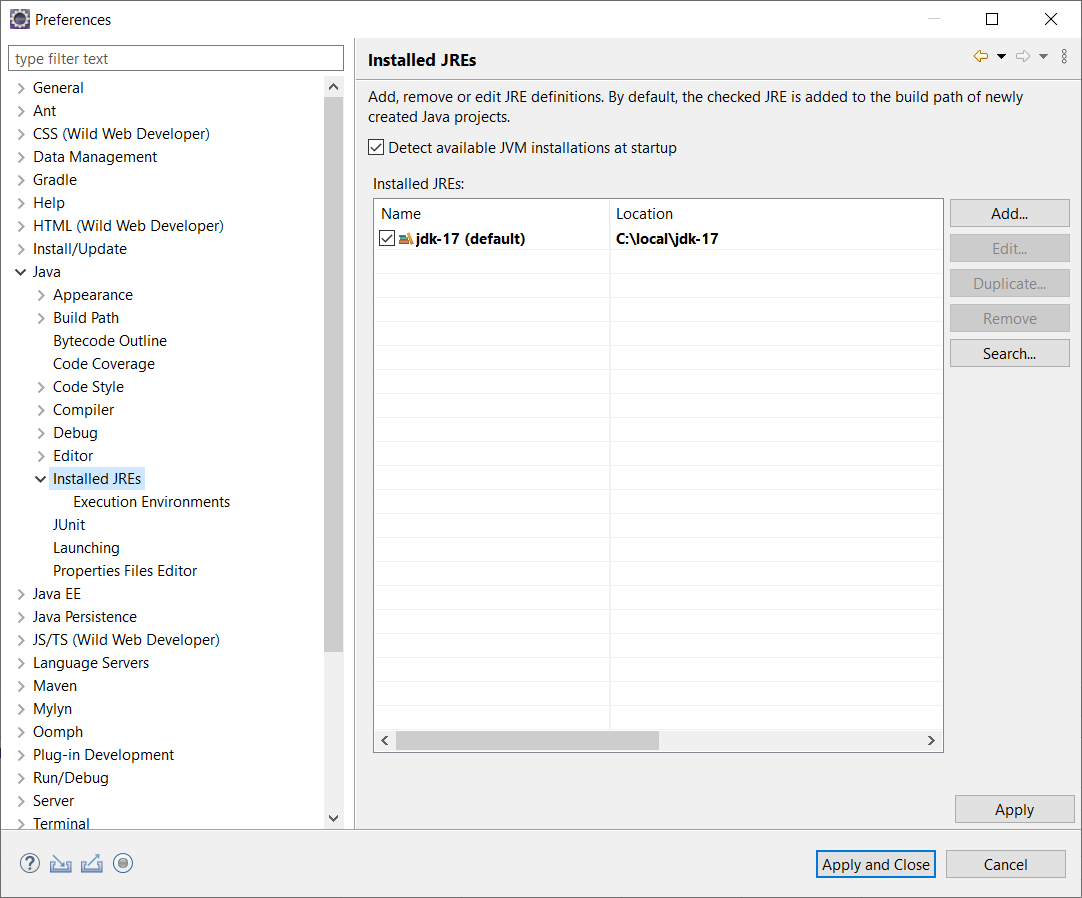 Preferences
type filter text
General
Ant
CSS (Wild Web Developer)
Data Management
Gradle
Help
HTML (Wild Web Developer)
Install/Update
Java
Appearance
Build Path
Bytecode Outline
Code Coverage
Code Style
Compiler
Debug
Editor
Installed JREs
Execution Environments
JUnit
Launching
Properties Files Editor
Java EE
Java Persistence
JS/TS (Wild Web Developer)
Language Servers
Maven
Mylyn
Oomph
Plug-in Development
Run/Debug
Server
Terminal
Installed JREs
Add, remove or edit JRE definitions. By default, the checked JRE is added to the build path of newly
created Java projects.
Detect available JVM installations at startup
Installed JREs:
Name Location
jdk-17 (default) C:\local\jdk-17
Add...
Edit...
Duplicate...
Remove
Search...
Apply
?
Apply and Close Cancel